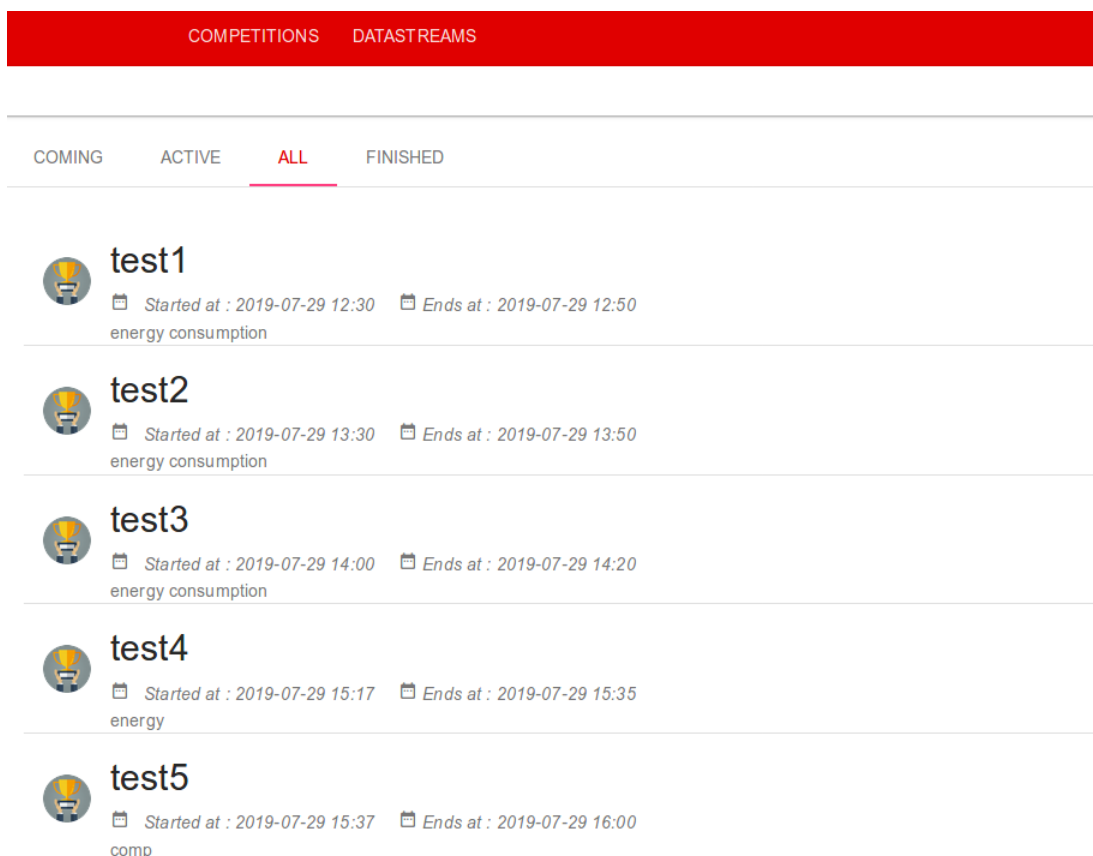 COMPETITIONS DATASTREAMS
COMING ACTIVE ALL FINISHED
test1
Started at : 2019-07-29 12:30 Ends at : 2019-07-29 12:50
energy consumption
test2
Started at : 2019-07-29 13:30 Ends at : 2019-07-29 13:50
energy consumption
test3
Started at : 2019-07-29 14:00 Ends at : 2019-07-29 14:20
energy consumption
test4
Started at : 2019-07-29 15:17 Ends at : 2019-07-29 15:35
energy
test5
Started at : 2019-07-29 15:37 Ends at : 2019-07-29 16:00
comp